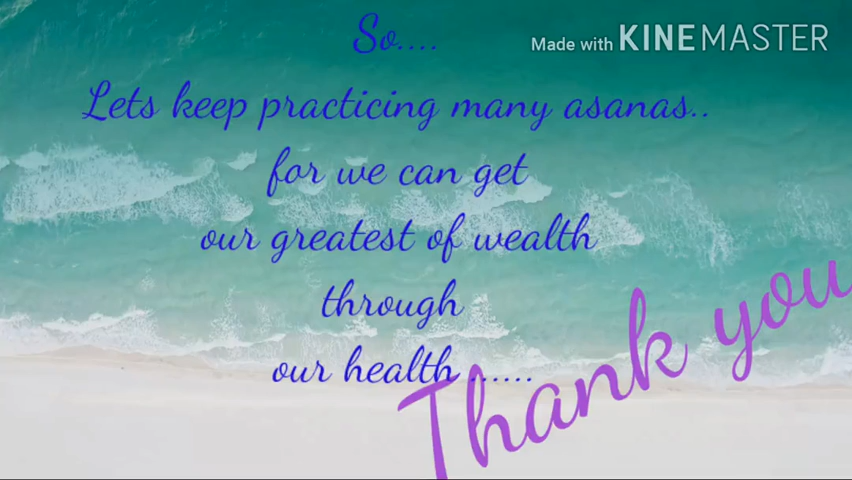 So....
Made with KINEMASTER
Lets keep practicing many asanas..
for we can get
our greatest of wealth
through
our health ......
Thank you